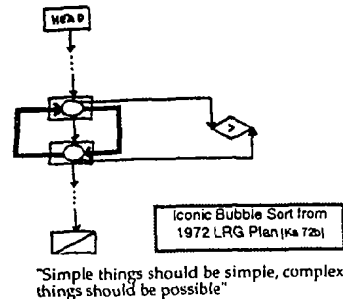 HEAD
>
Iconic Bubble Sort from
1972 LRG Plan [Ka 72b]
"Simple things should be simple, complex
things should be possible"